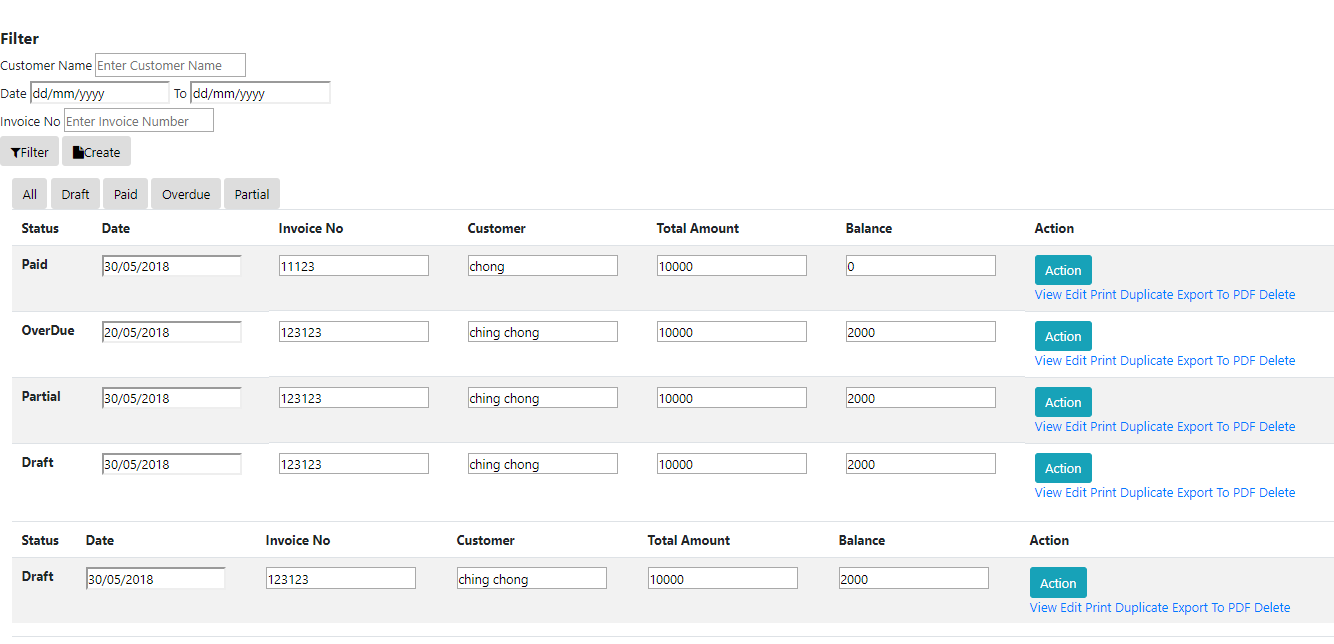 Filter
Customer Name Enter Customer Name
Date dd/mm/yyyy To dd/mm/yyyy
Invoice No Enter Invoice Number
Filter Create
All Draft Paid Overdue Partial
Status Date Invoice No Customer Total Amount Balance Action
Paid 30/05/2018 11123 chong 10000 0 Action
View Edit Print Duplicate Export To PDF Delete
OverDue 20/05/2018 123123 ching chong 10000 2000 Action
View Edit Print Duplicate Export To PDF Delete
Partial 30/05/2018 123123 ching chong 10000 2000 Action
View Edit Print Duplicate Export To PDF Delete
Draft 30/05/2018 123123 ching chong 10000 2000 Action
View Edit Print Duplicate Export To PDF Delete
Status Date Invoice No Customer Total Amount Balance Action
Draft 30/05/2018 123123 ching chong 10000 2000 Action
View Edit Print Duplicate Export To PDF Delete